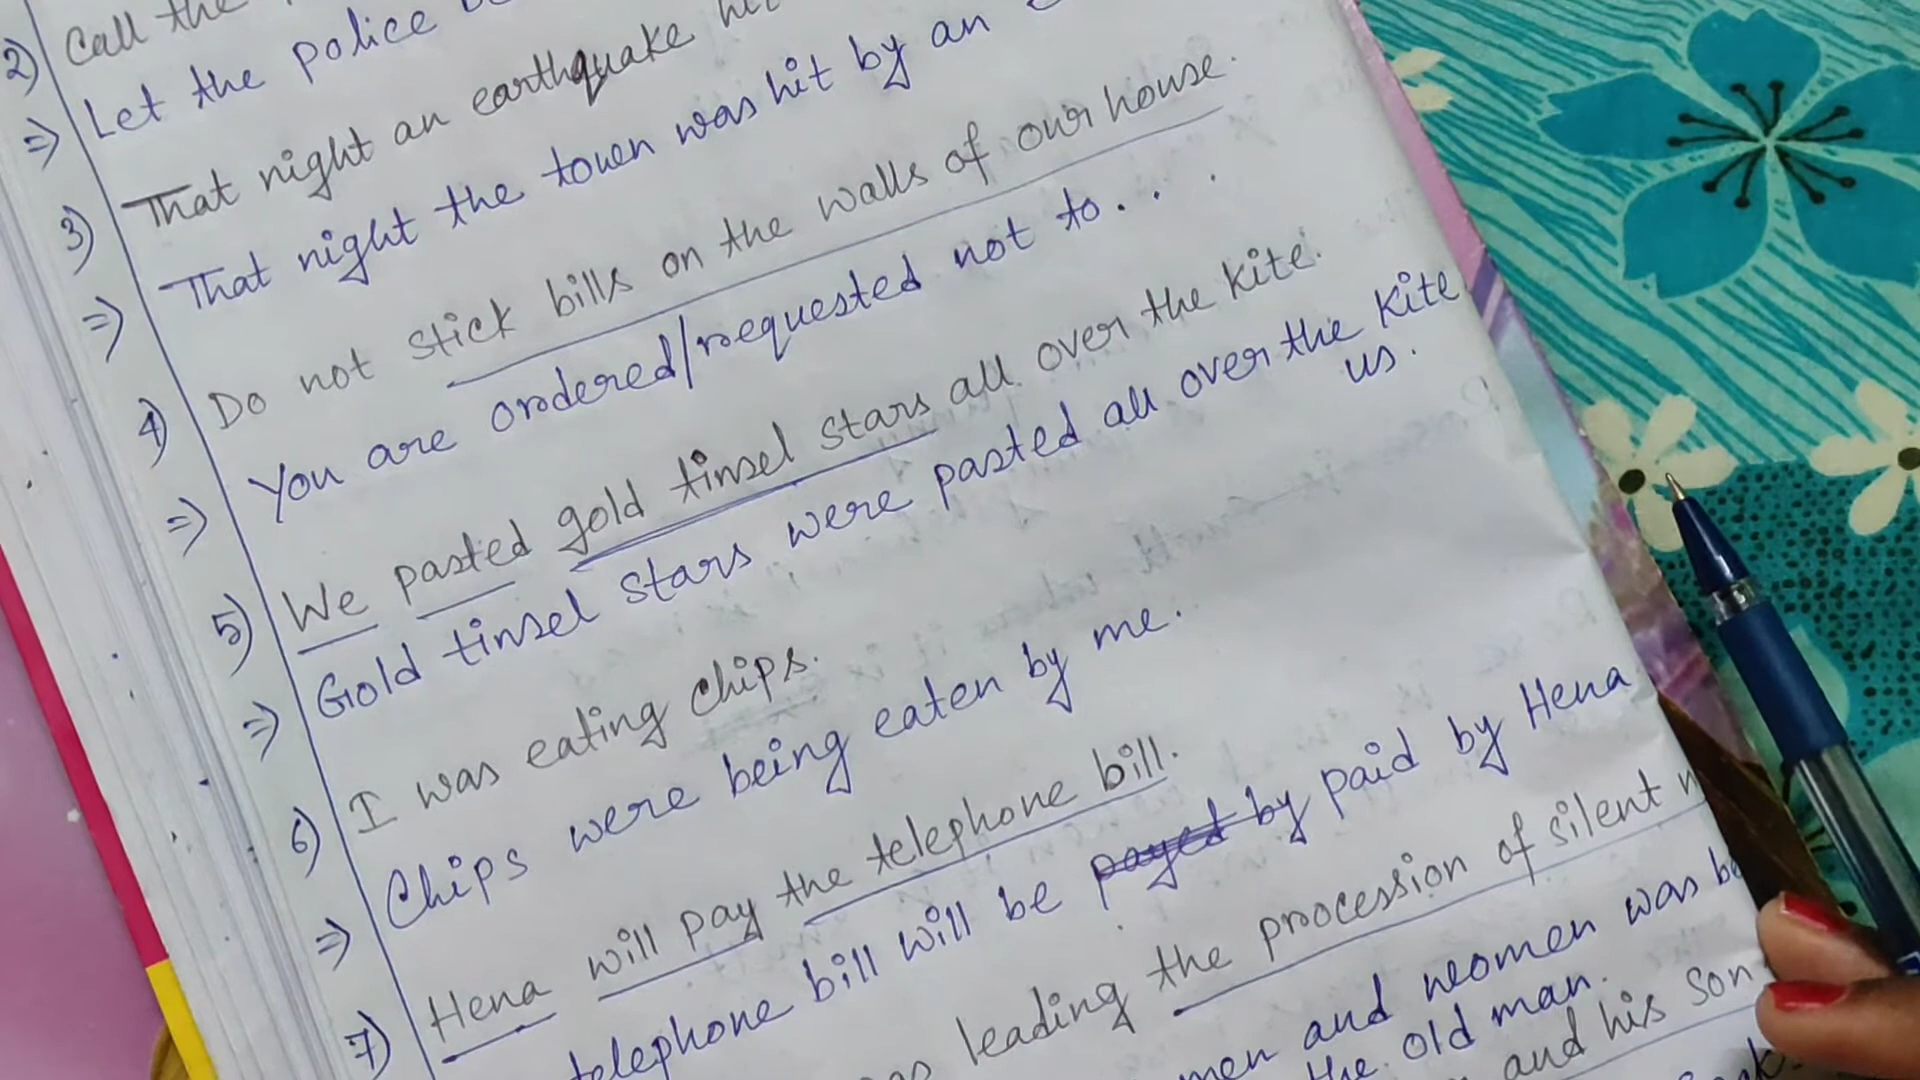 Call the
2) Let the police
=> That night an earthquake hit
That night the town was hit by an
3) Do not stick bills on the walls of our house.
=> You are ordered/requested not to . . .
4) We pasted gold tinsel stars all over the kite.
=> Gold tinsel stars were pasted all over the kite
us.
5) I was eating chips.
=> Chips were being eaten by me.
6) Hena will pay the telephone bill.
=> telephone bill will be payed by paid by Hena
7) leading the procession of silent
men and women was
the old man.
and his son